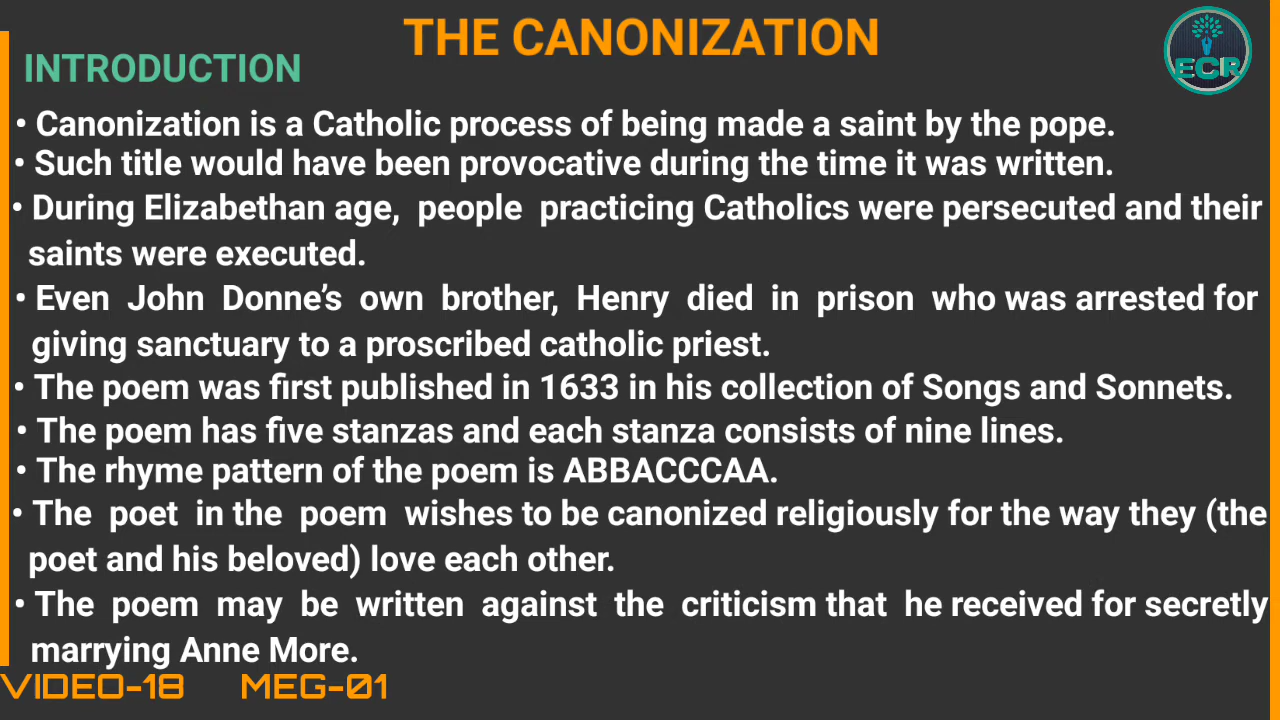 THE CANONIZATION
ECR
INTRODUCTION
• Canonization is a Catholic process of being made a saint by the pope.
• Such title would have been provocative during the time it was written.
• During Elizabethan age, people practicing Catholics were persecuted and their
saints were executed.
• Even John Donne's own brother, Henry died in prison who was arrested for
giving sanctuary to a proscribed catholic priest.
• The poem was first published in 1633 in his collection of Songs and Sonnets.
• The poem has five stanzas and each stanza consists of nine lines.
• The rhyme pattern of the poem is ABBACCCAA.
• The poet in the poem wishes to be canonized religiously for the way they (the
poet and his beloved) love each other.
• The poem may be written against the criticism that he received for secretly
marrying Anne More.
VIDEO-18 MEG-01